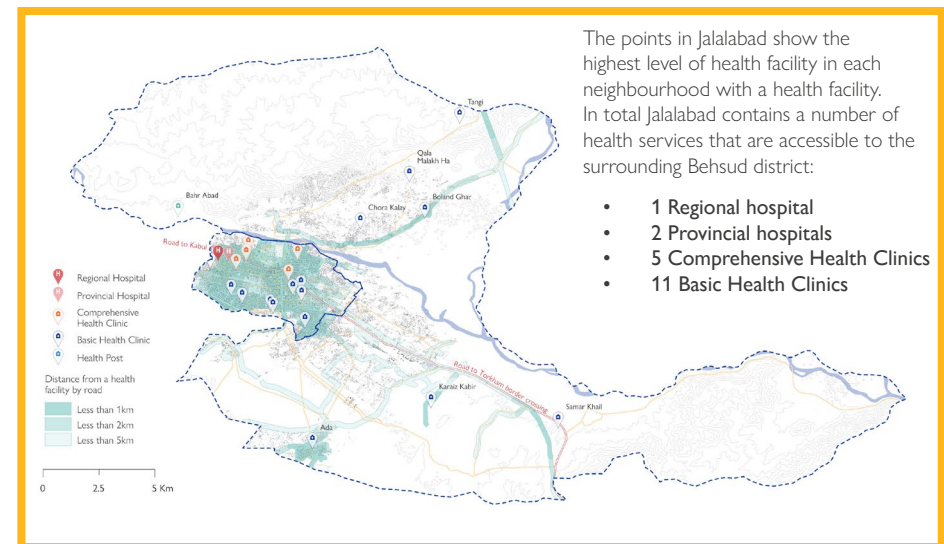 The points in Jalalabad show the
highest level of health facility in each
neighbourhood with a health facility.
In total Jalalabad contains a number of
health services that are accessible to the
surrounding Behsud district:
• 1 Regional hospital
• 2 Provincial hospitals
• 5 Comprehensive Health Clinics
• 11 Basic Health Clinics
Tangi
Qala
Malakh Ha
Bahr Abad
Boland Ghar
Chora Kalay
Road to Kabul
Regional Hospital
Provincial Hospital
Comprehensive
Health Clinic
Basic Health Clinic
Health Post
Distance from a health
facility by road
Less than 1km
Less than 2km
Less than 5km
0 2.5 5 Km
Road to Torkham border crossing
Karaiz Kabir
Samar Khail
Ada
H
H
H
H